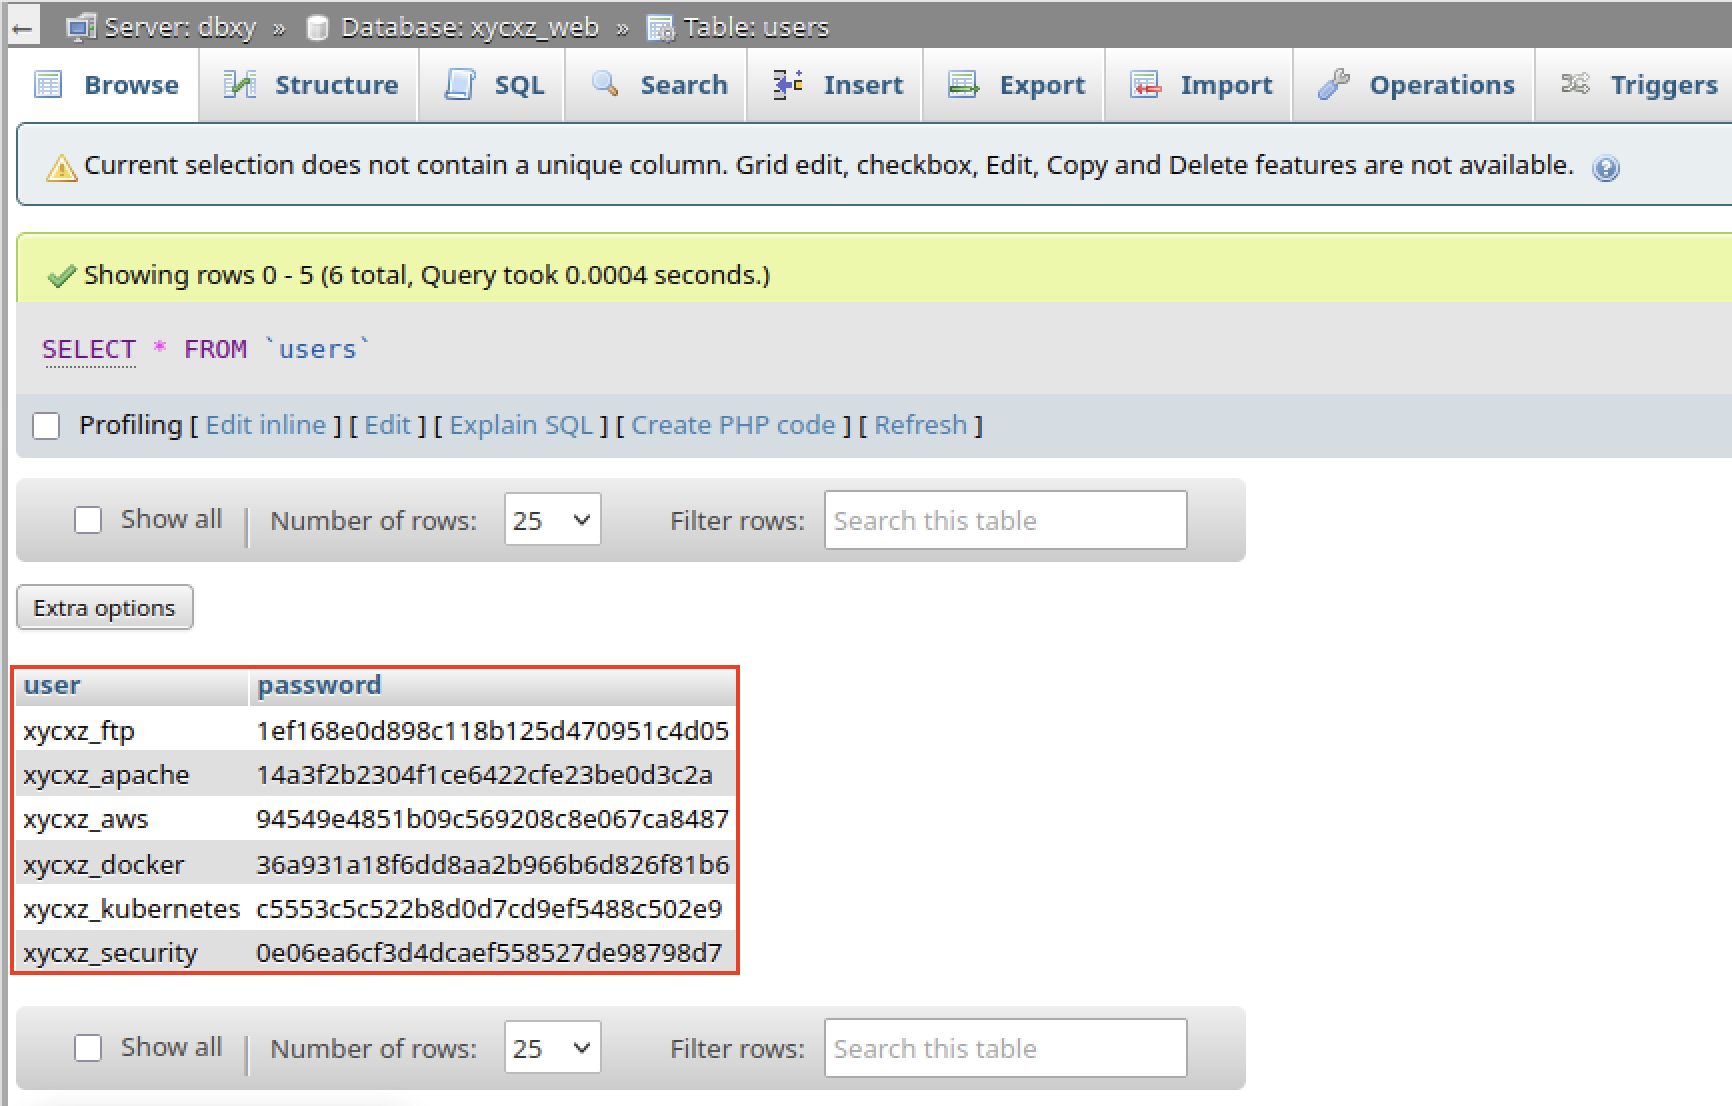 ← Server: dbxy » Database: xycxz_web » Table: users
Browse Structure SQL Search Insert Export Import Operations Triggers
Current selection does not contain a unique column. Grid edit, checkbox, Edit, Copy and Delete features are not available.
Showing rows 0 - 5 (6 total, Query took 0.0004 seconds.)
SELECT * FROM `users`
Profiling [ Edit inline ] [ Edit ] [ Explain SQL ] [ Create PHP code ] [ Refresh ]
Show all | Number of rows: 25 Filter rows: Search this table
Extra options
user password
xycxz_ftp 1ef168e0d898c118b125d470951c4d05
xycxz_apache 14a3f2b2304f1ce6422cfe23be0d3c2a
xycxz_aws 94549e4851b09c569208c8e067ca8487
xycxz_docker 36a931a18f6dd8aa2b966b6d826f81b6
xycxz_kubernetes c5553c5c522b8d0d7cd9ef5488c502e9
xycxz_security 0e06ea6cf3d4dcaef558527de98798d7
Show all | Number of rows: 25 Filter rows: Search this table